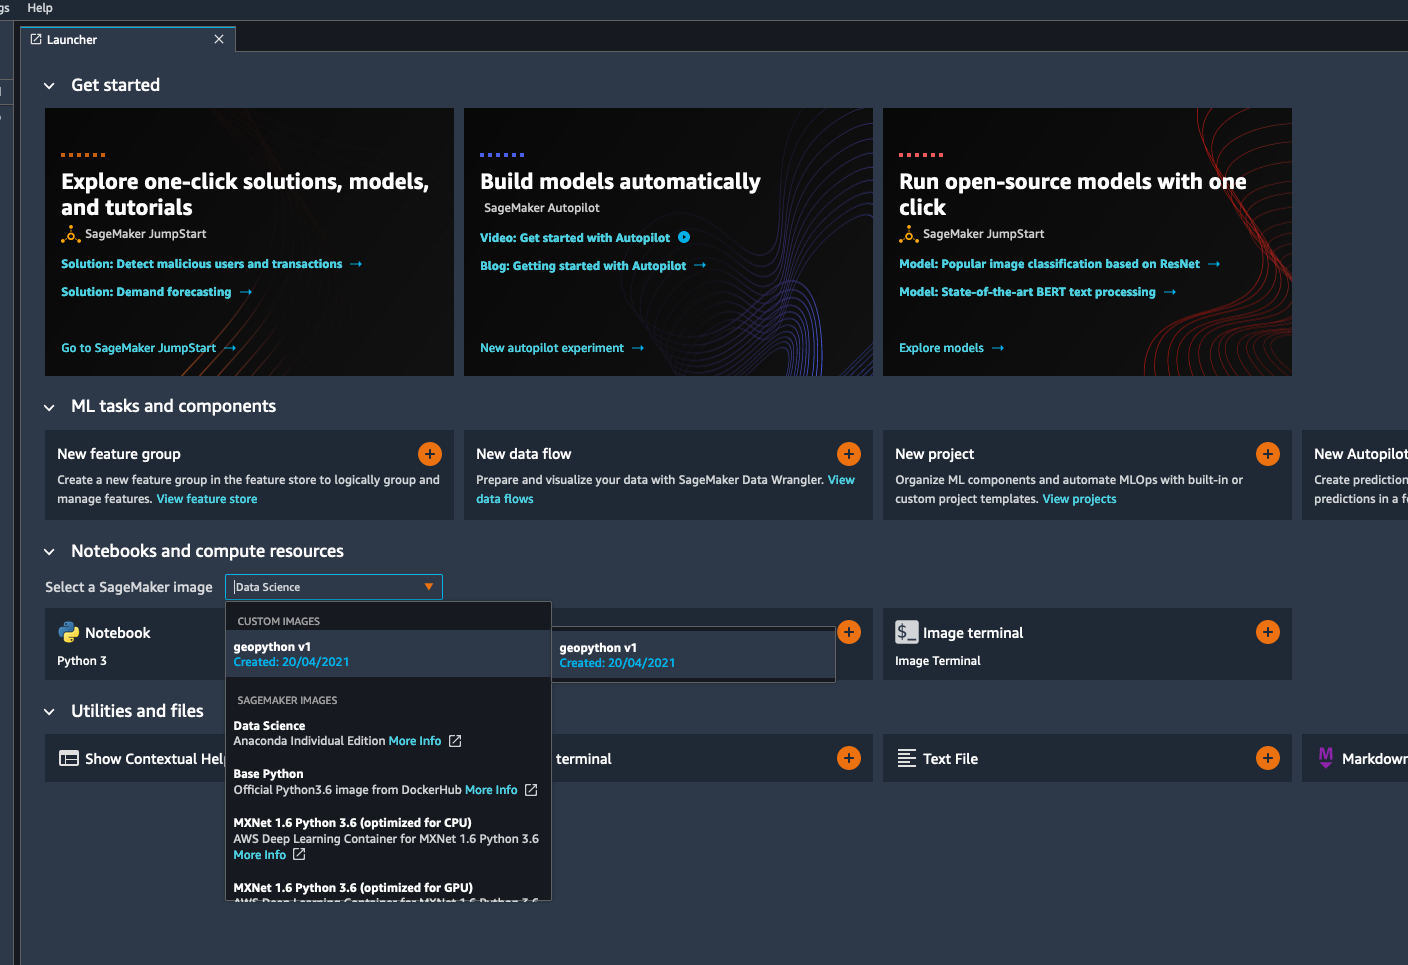 gs Help
Launcher
Get started
Explore one-click solutions, models,
and tutorials
SageMaker JumpStart
Solution: Detect malicious users and transactions
Solution: Demand forecasting
Go to SageMaker JumpStart
Build models automatically
SageMaker Autopilot
Video: Get started with Autopilot
Blog: Getting started with Autopilot
New autopilot experiment
Run open-source models with one
click
SageMaker JumpStart
Model: Popular image classification based on ResNet
Model: State-of-the-art BERT text processing
Explore models
ML tasks and components
New feature group
Create a new feature group in the feature store to logically group and
manage features. View feature store
New data flow
Prepare and visualize your data with SageMaker Data Wrangler. View
data flows
New project
Organize ML components and automate MLOps with built-in or
custom project templates. View projects
New Autopilot
Create prediction
predictions in a
Notebooks and compute resources
Select a SageMaker image
Data Science
Notebook
Python 3
CUSTOM IMAGES
geopython v1
Created: 20/04/2021
geopython v1
Created: 20/04/2021
SAGEMAKER IMAGES
Data Science
Anaconda Individual Edition More Info
Base Python
Official Python3.6 image from DockerHub More Info
MXNet 1.6 Python 3.6 (optimized for CPU)
AWS Deep Learning Container for MXNet 1.6 Python 3.6
More Info
MXNet 1.6 Python 3.6 (optimized for GPU)
AWS Deep Learning Container for MXNet 1.6 Python 3.6
$_ Image terminal
Image Terminal
Utilities and files
Show Contextual Hel
terminal
Text File
Markdown